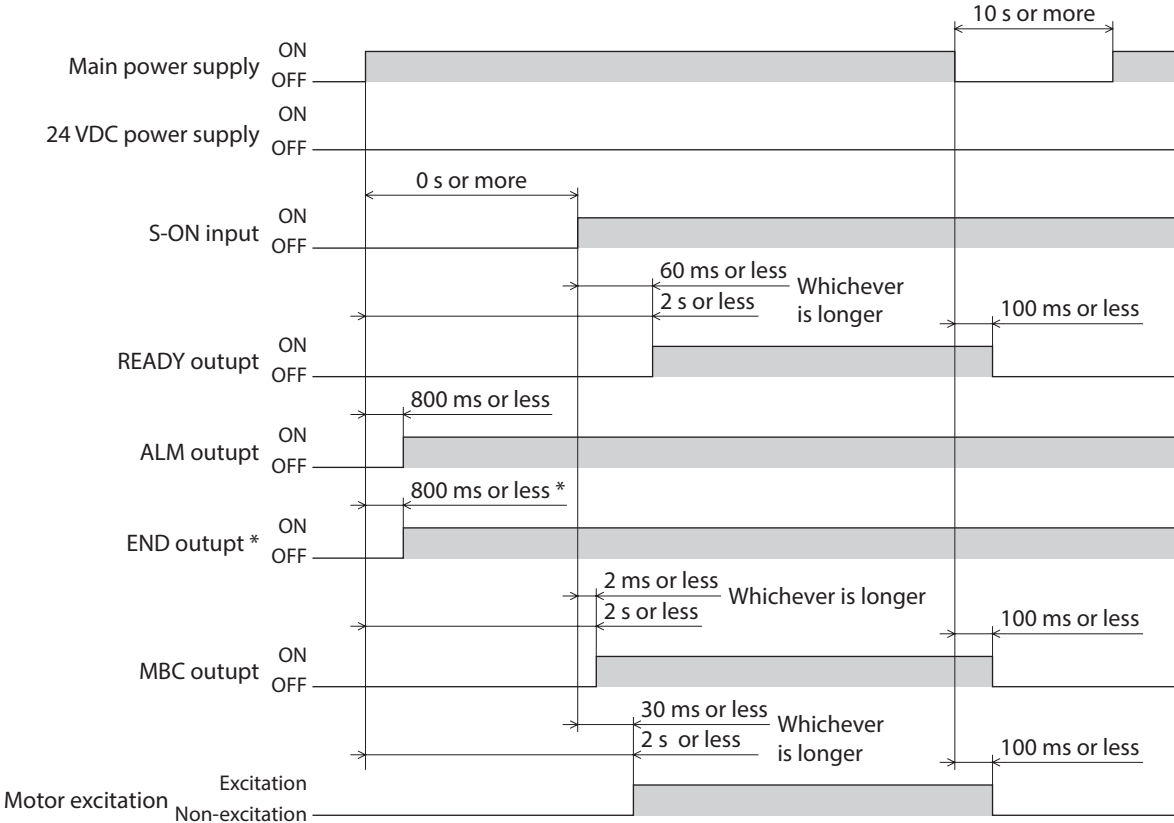 10 s or more
Main power supply ON
OFF
24 VDC power supply ON
OFF
0 s or more
S-ON input ON
OFF
60 ms or less
2 s or less
Whichever
is longer
100 ms or less
READY outupt ON
OFF
800 ms or less
ALM outupt ON
OFF
800 ms or less *
END outupt * ON
OFF
2 ms or less
2 s or less
Whichever is longer
100 ms or less
MBC outupt ON
OFF
30 ms or less
2 s or less
Whichever
is longer
100 ms or less
Motor excitation Excitation
Non-excitation